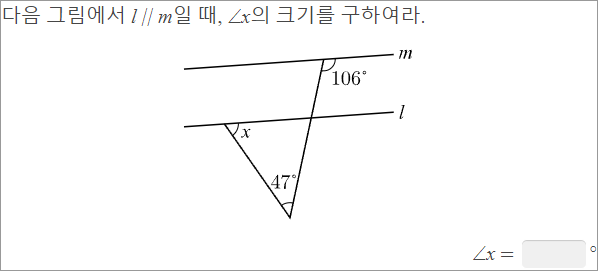 다음 그림에서 l // m일 때, ∠x의 크기를 구하여라.
m
106°
l
x
47°
∠x = °